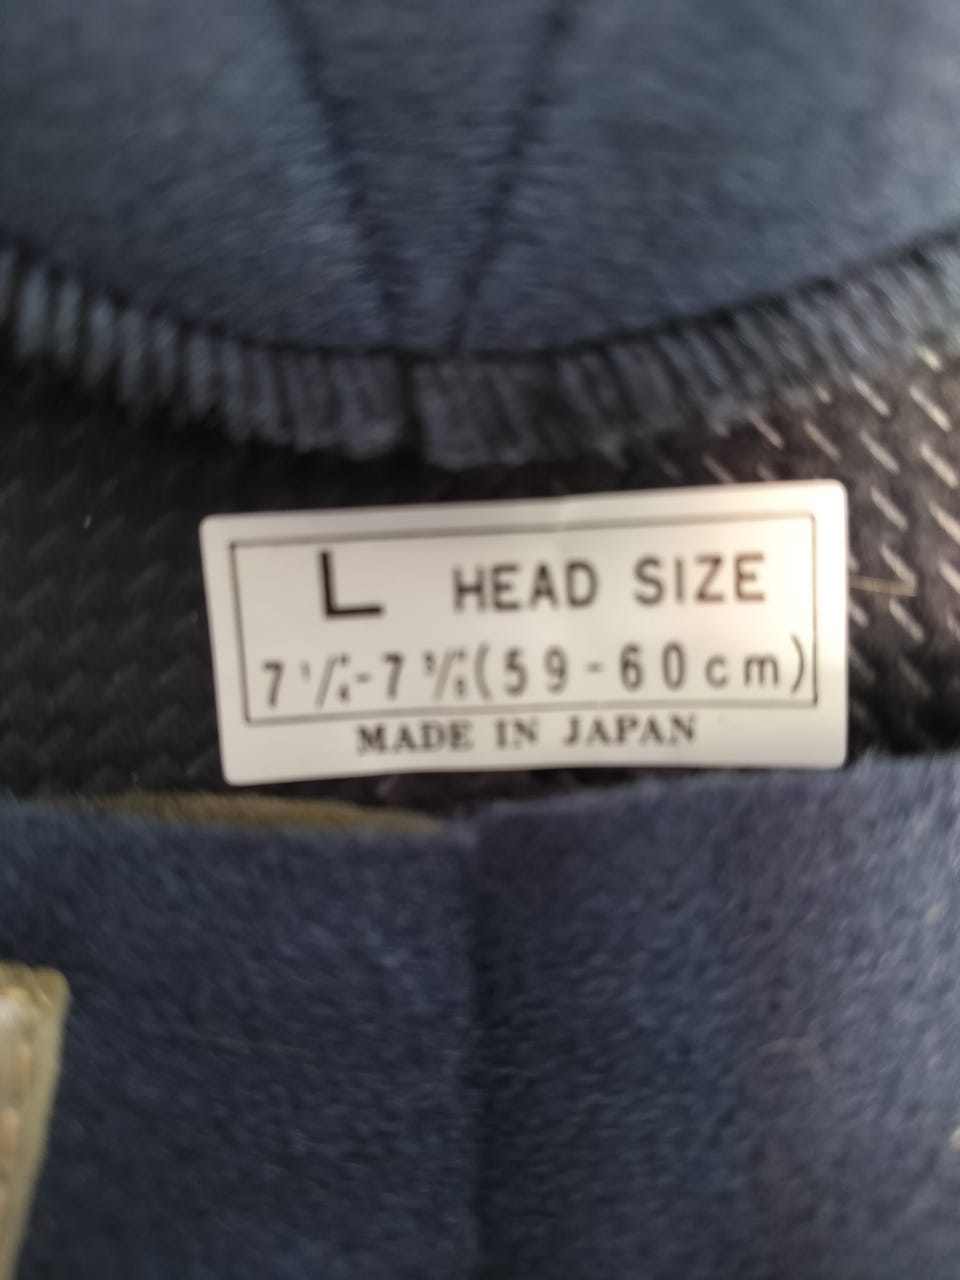 L HEAD SIZE
7 1/4"-7 3/8"(59-60cm)
MADE IN JAPAN